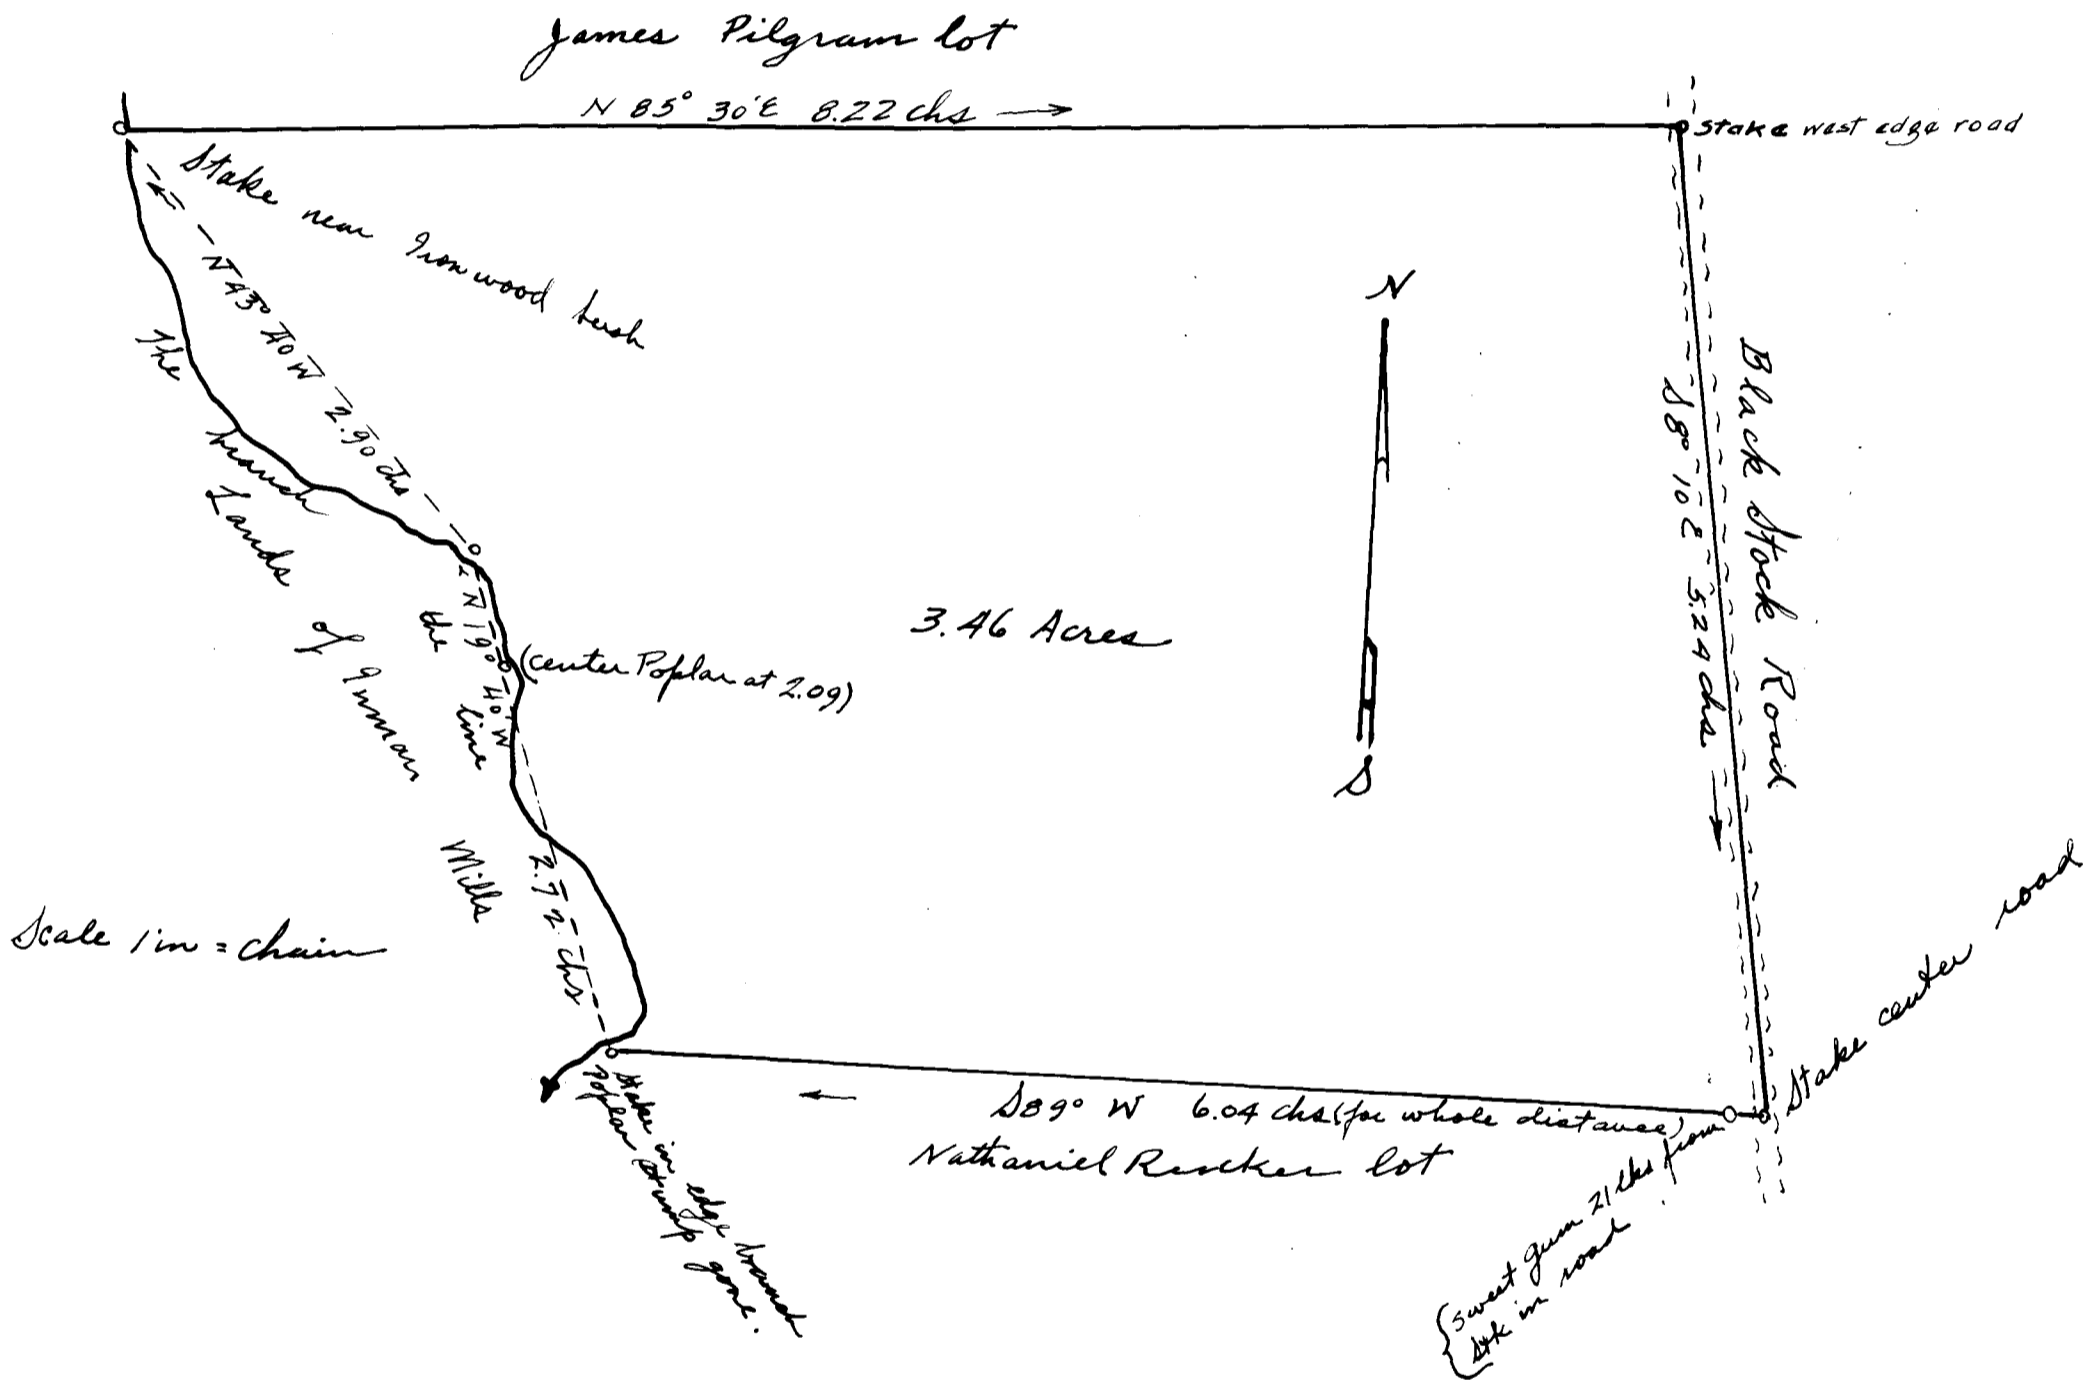 James Pilgram lot
N 85° 30'E 8.22 chs
Stake west edge road
Stake near Ironwood bush
N 43° 40 W 2.90 chs
The branch the line
Lands of Inman Mills
N 19° 40' W 2.72 chs
(center Poplar at 2.09)
3.46 Acres
N
S
S 8° 10 E 5.24 chs
Black Stock Road
Scale 1 in = chain
Stake center road
S89° W 6.04 chs (for whole distance)
Nathaniel lot
Stake in edge branch
Poplar stump gone.
(sweet gum 21 lks from
stk in road